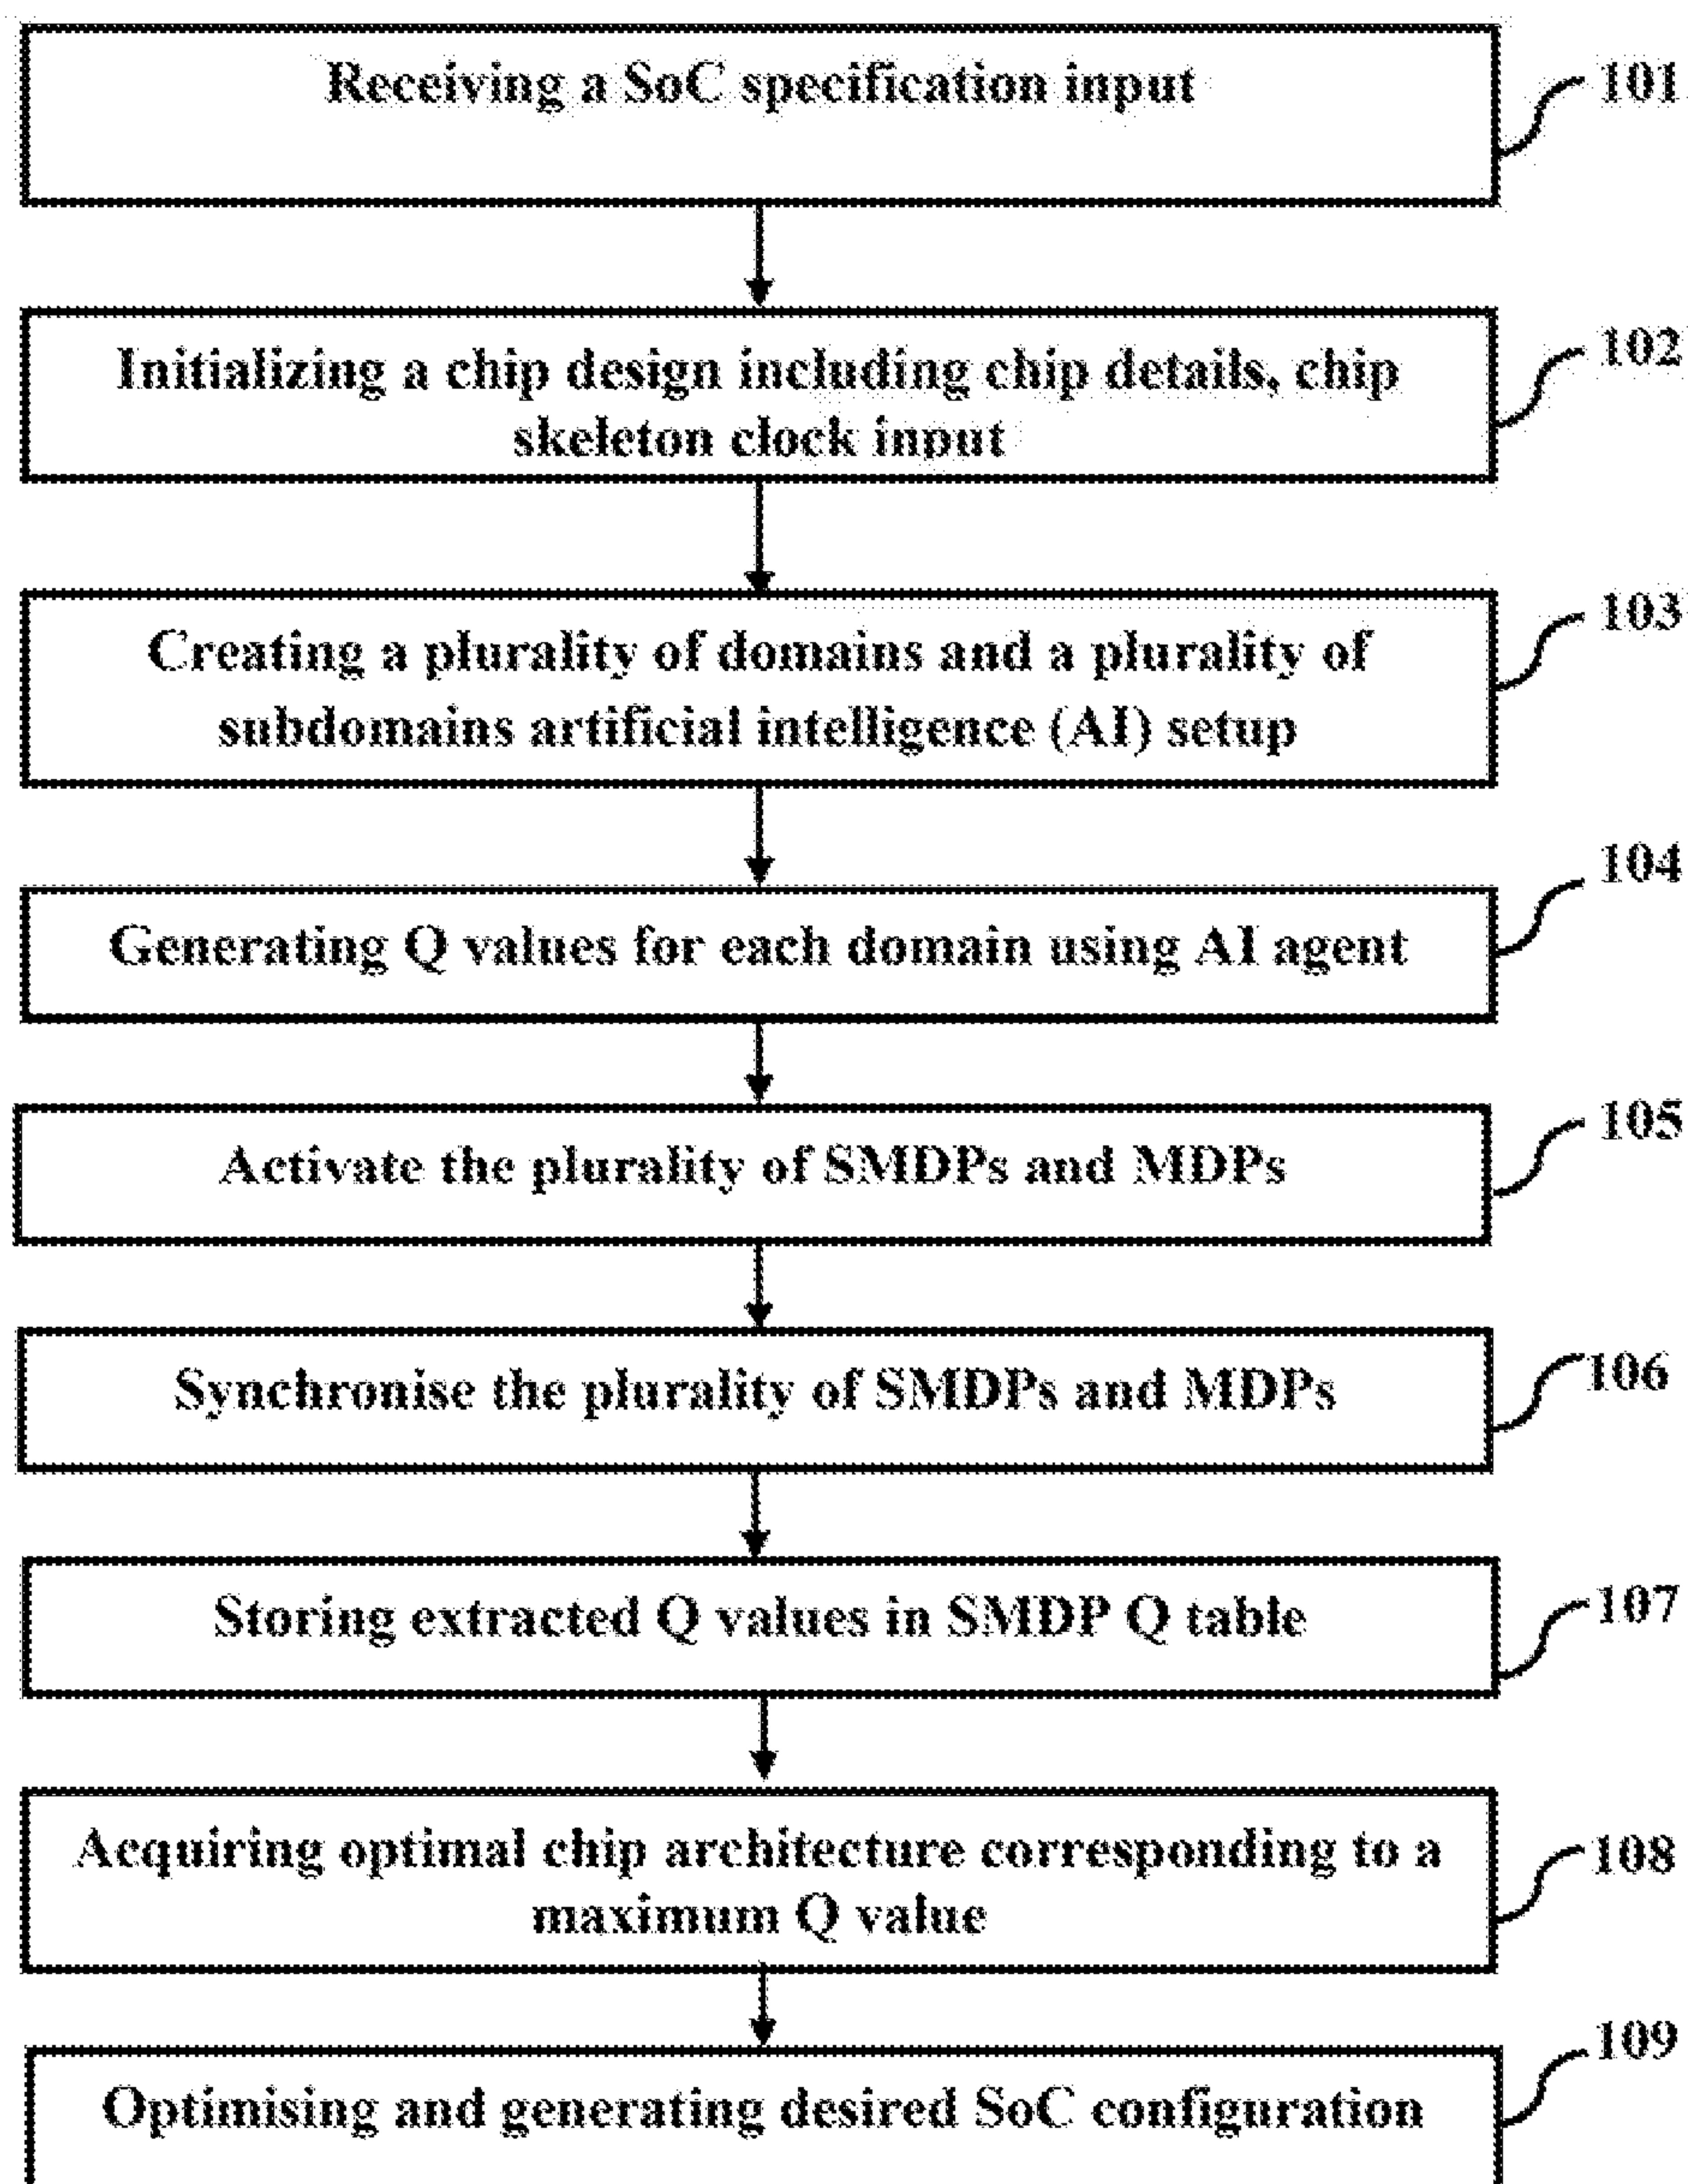 Receiving a SoC specification input
101
Initializing a chip design including chip details, chip
skeleton clock input
102
Creating a plurality of domains and a plurality of
subdomains artificial intelligence (AI) setup
103
Generating Q values for each domain using AI agent
104
Activate the plurality of SMDPs and MDPs
105
Synchronise the plurality of SMDPs and MDPs
106
Storing extracted Q values in SMDP Q table
107
Acquiring optimal chip architecture corresponding to a
maximum Q value
108
Optimising and generating desired SoC configuration
109